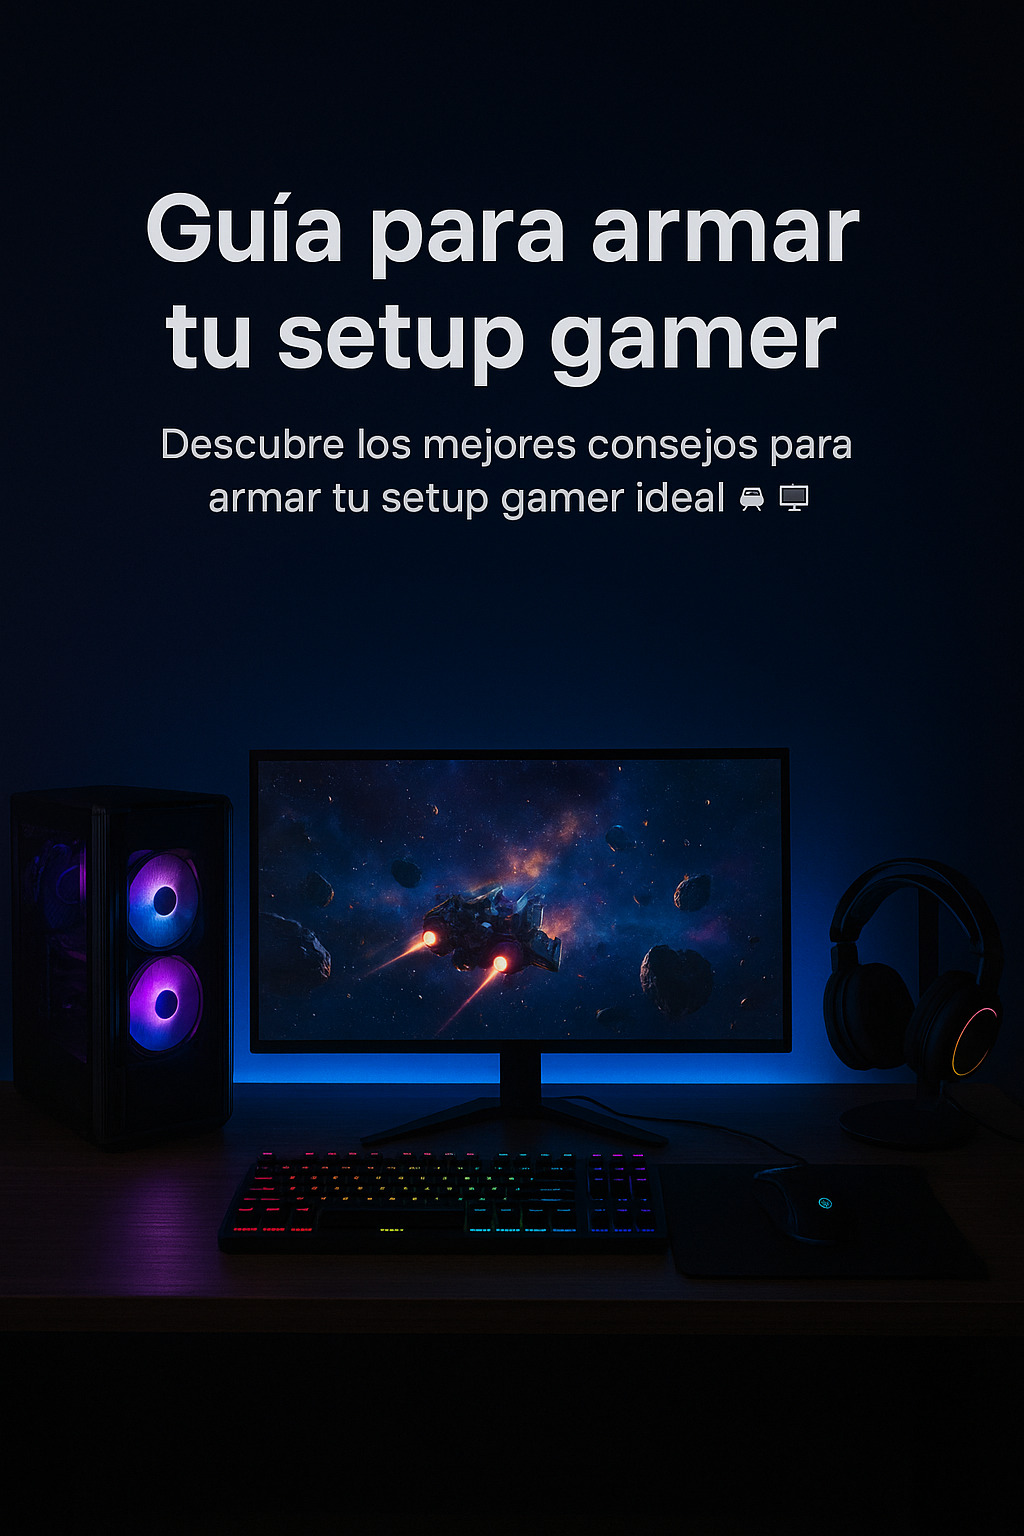 Guía para armar
tu setup gamer
Descubre los mejores consejos para
armar tu setup gamer ideal